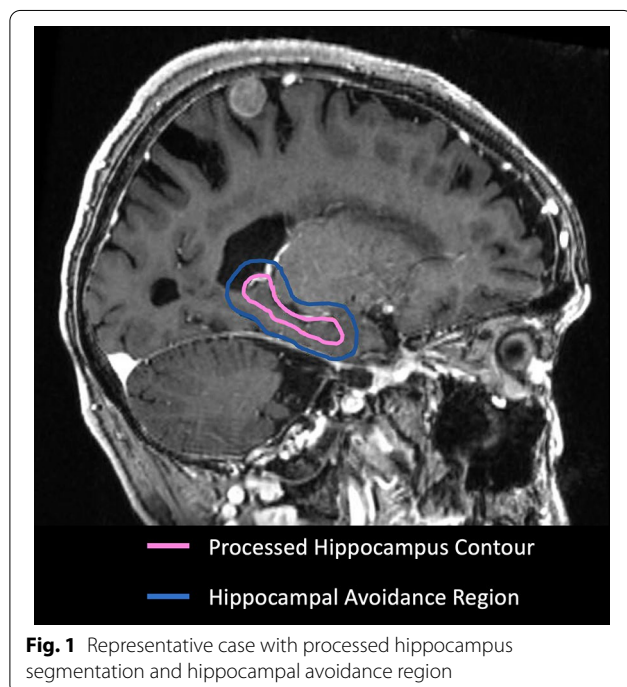 Processed Hippocampus Contour
Hippocampal Avoidance Region
Fig. 1 Representative case with processed hippocampus
segmentation and hippocampal avoidance region